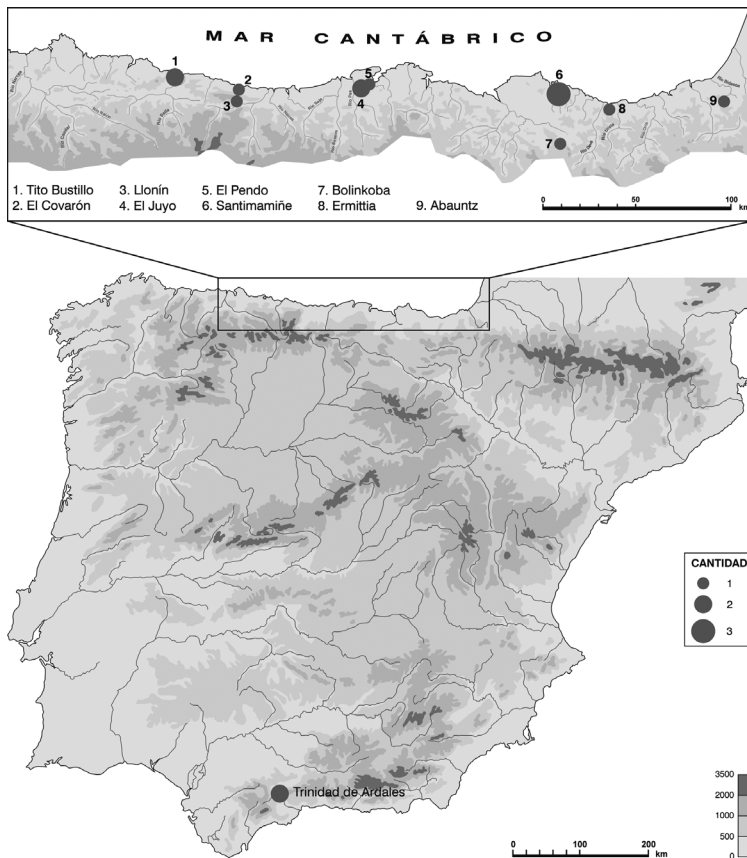 MAR CANTÁBRICO
1
2
3
4
5
6
7
8
9
1. Tito Bustillo 3. Llonín 5. El Pendo 7. Bolinkoba
2. El Covarón 4. El Juyo 6. Santimamiñe 8. Ermittia 9. Abauntz
0 50 100
km
CANTIDAD
1
2
3
Trinidad de Ardales
3500
2000
1000
500
0
0 100 200
km